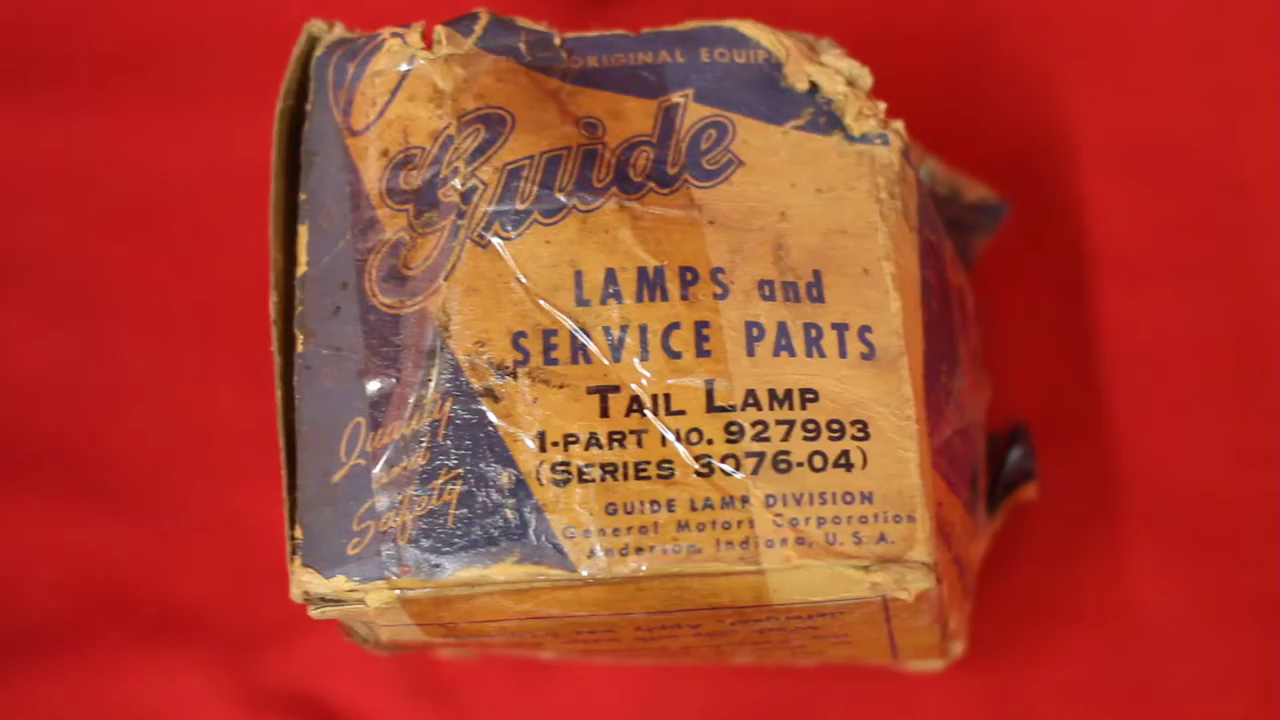 ORIGINAL EQUIP
Guide
LAMPS and
SERVICE PARTS
TAIL LAMP
1-PART NO. 927993
(SERIES 3076-04)
GUIDE LAMP DIVISION
General Motors Corporation
Anderson, Indiana, U. S. A.
Quality
and
Safety